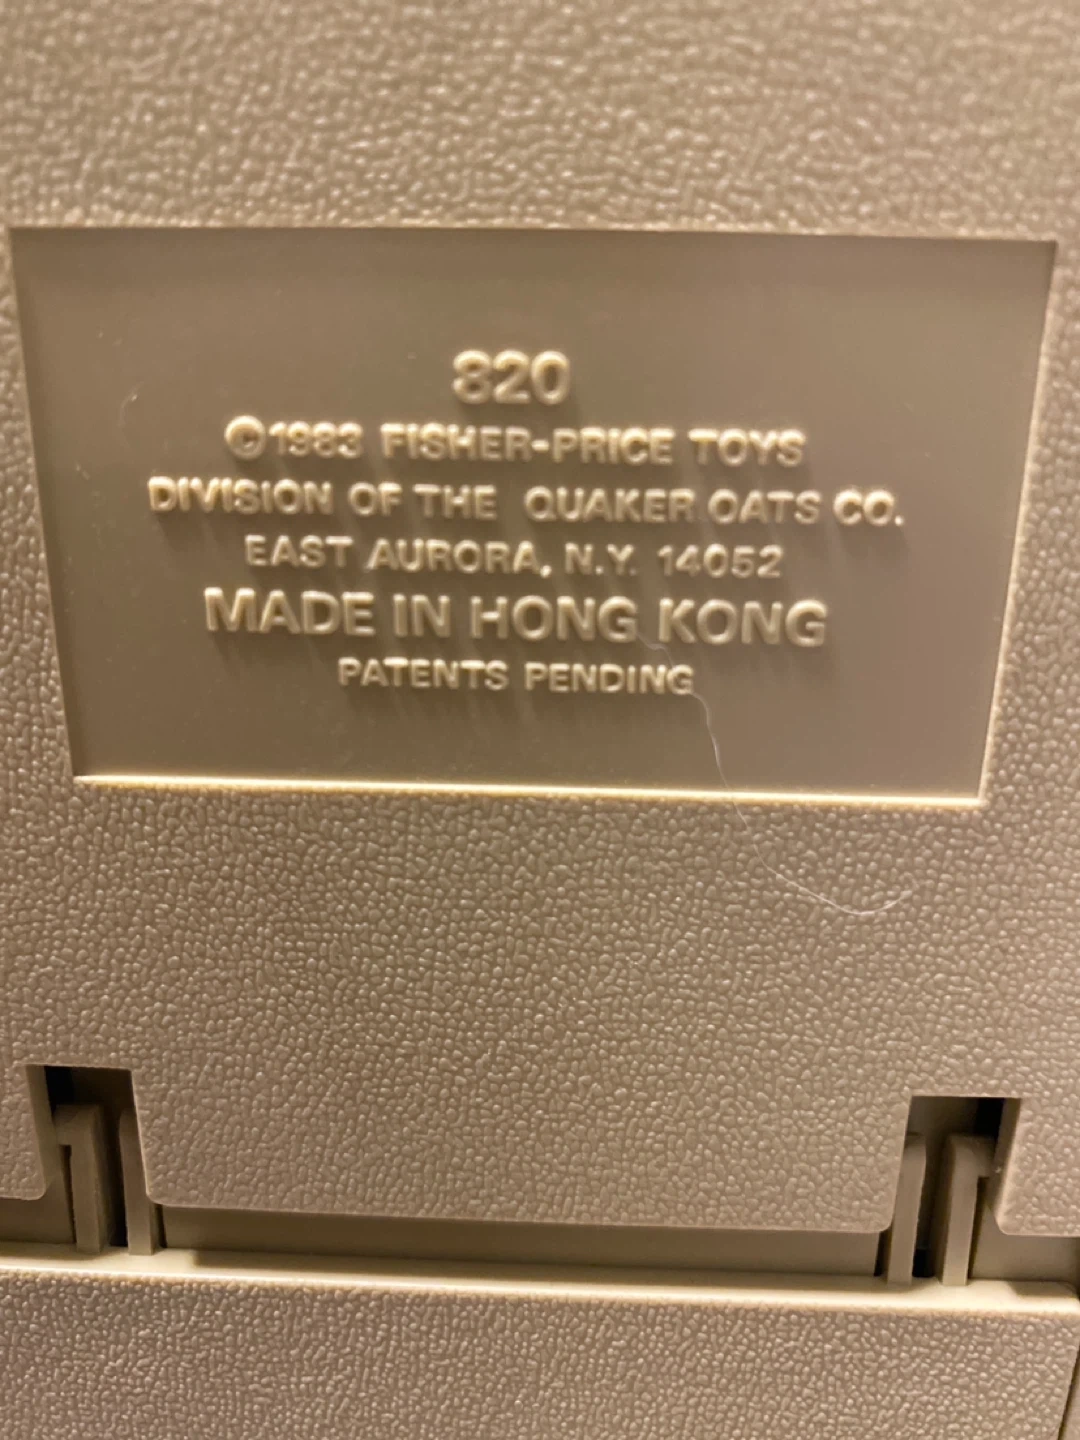 820
©1983 FISHER-PRICE TOYS
DIVISION OF THE QUAKER OATS CO.
EAST AURORA, N.Y. 14052
MADE IN HONG KONG
PATENTS PENDING